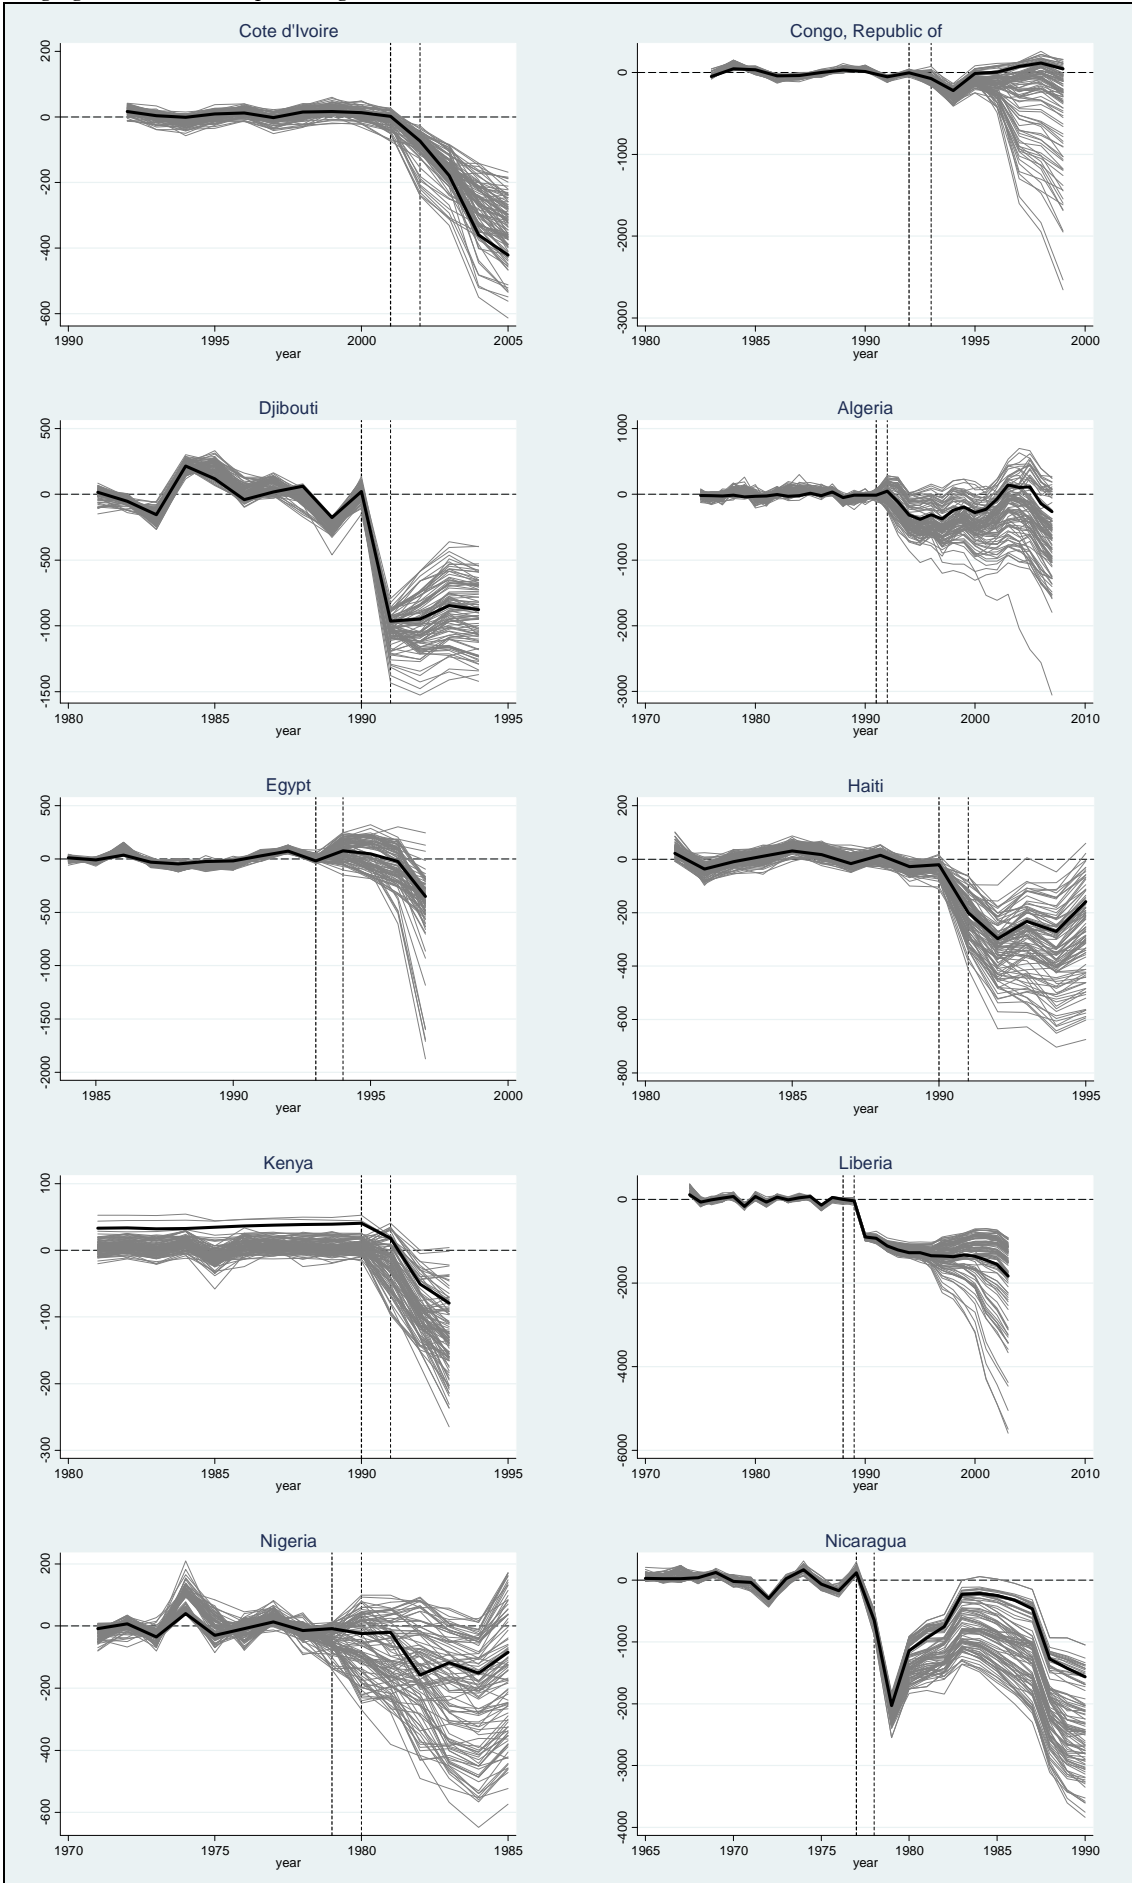 Cote d'Ivoire
200
0
-200
-400
-600
1990 1995 2000 2005
year
Congo, Republic of
0
-1000
-2000
-3000
1980 1985 1990 1995 2000
year
Djibouti
500
0
-500
-1000
-1500
1980 1985 1990 1995
year
Algeria
1000
0
-1000
-2000
-3000
1970 1980 1990 2000 2010
year
Egypt
500
0
-500
-1000
-1500
-2000
1985 1990 1995 2000
year
Haiti
200
0
-200
-400
-600
-800
1980 1985 1990 1995
year
Kenya
100
0
-100
-200
-300
1980 1985 1990 1995
year
Liberia
0
-2000
-4000
-6000
1970 1980 1990 2000 2010
year
Nigeria
200
0
-200
-400
-600
1970 1975 1980 1985
year
Nicaragua
0
-1000
-2000
-3000
-4000
1965 1970 1975 1980 1985 1990
year